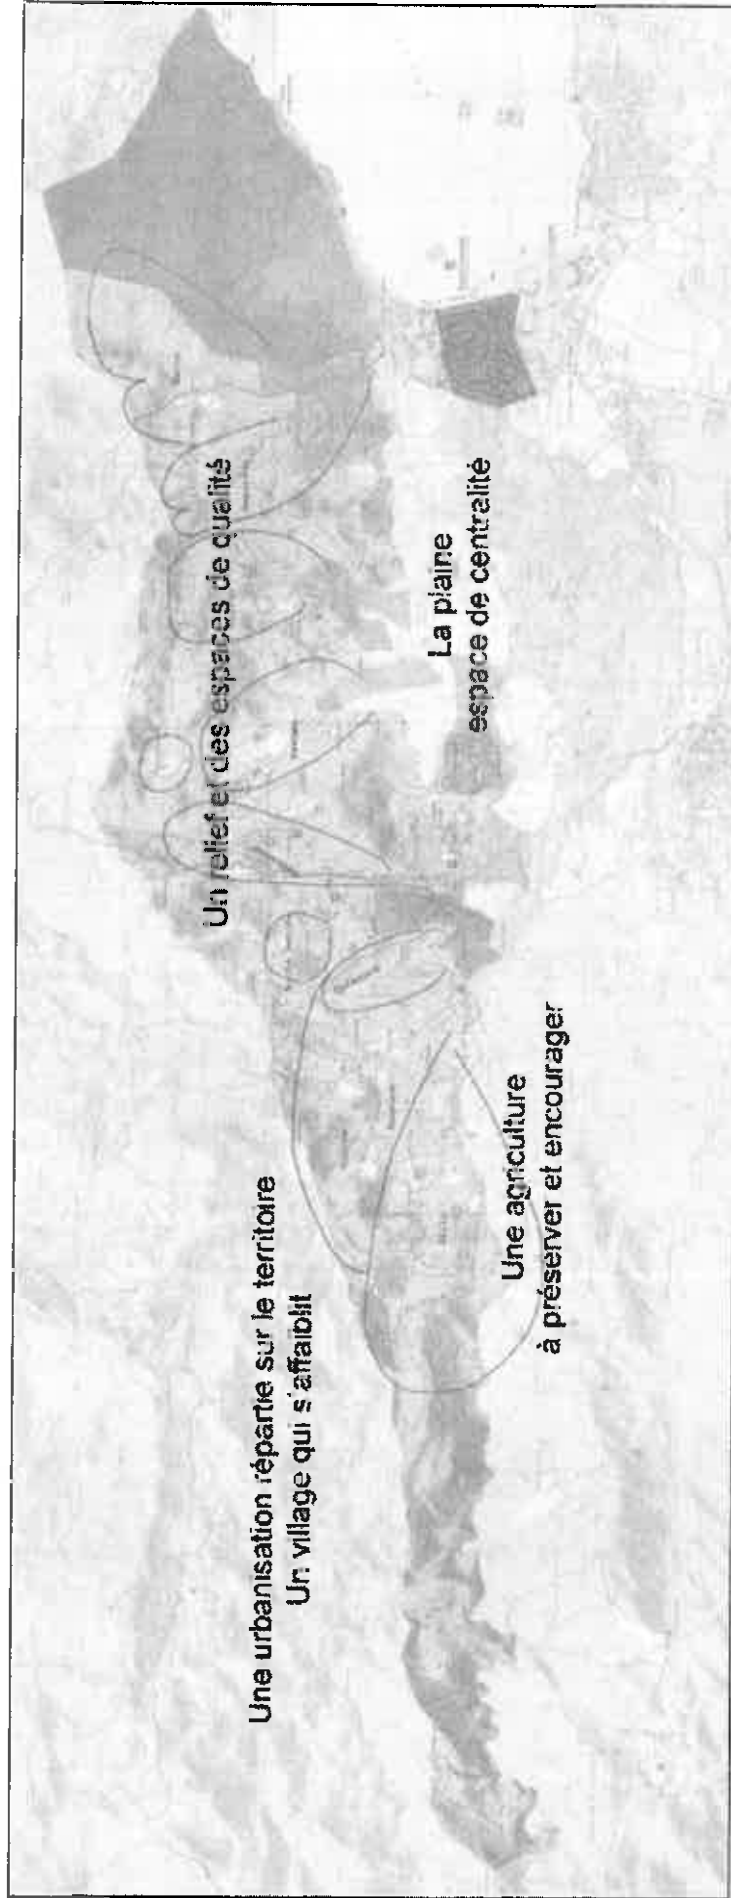 Une urbanisation répartie sur le territoire
Un village qui s'affaiblit
Un relief et des espaces de qualité
Une agriculture
à préserver et encourager
La plaine
espace de centralité